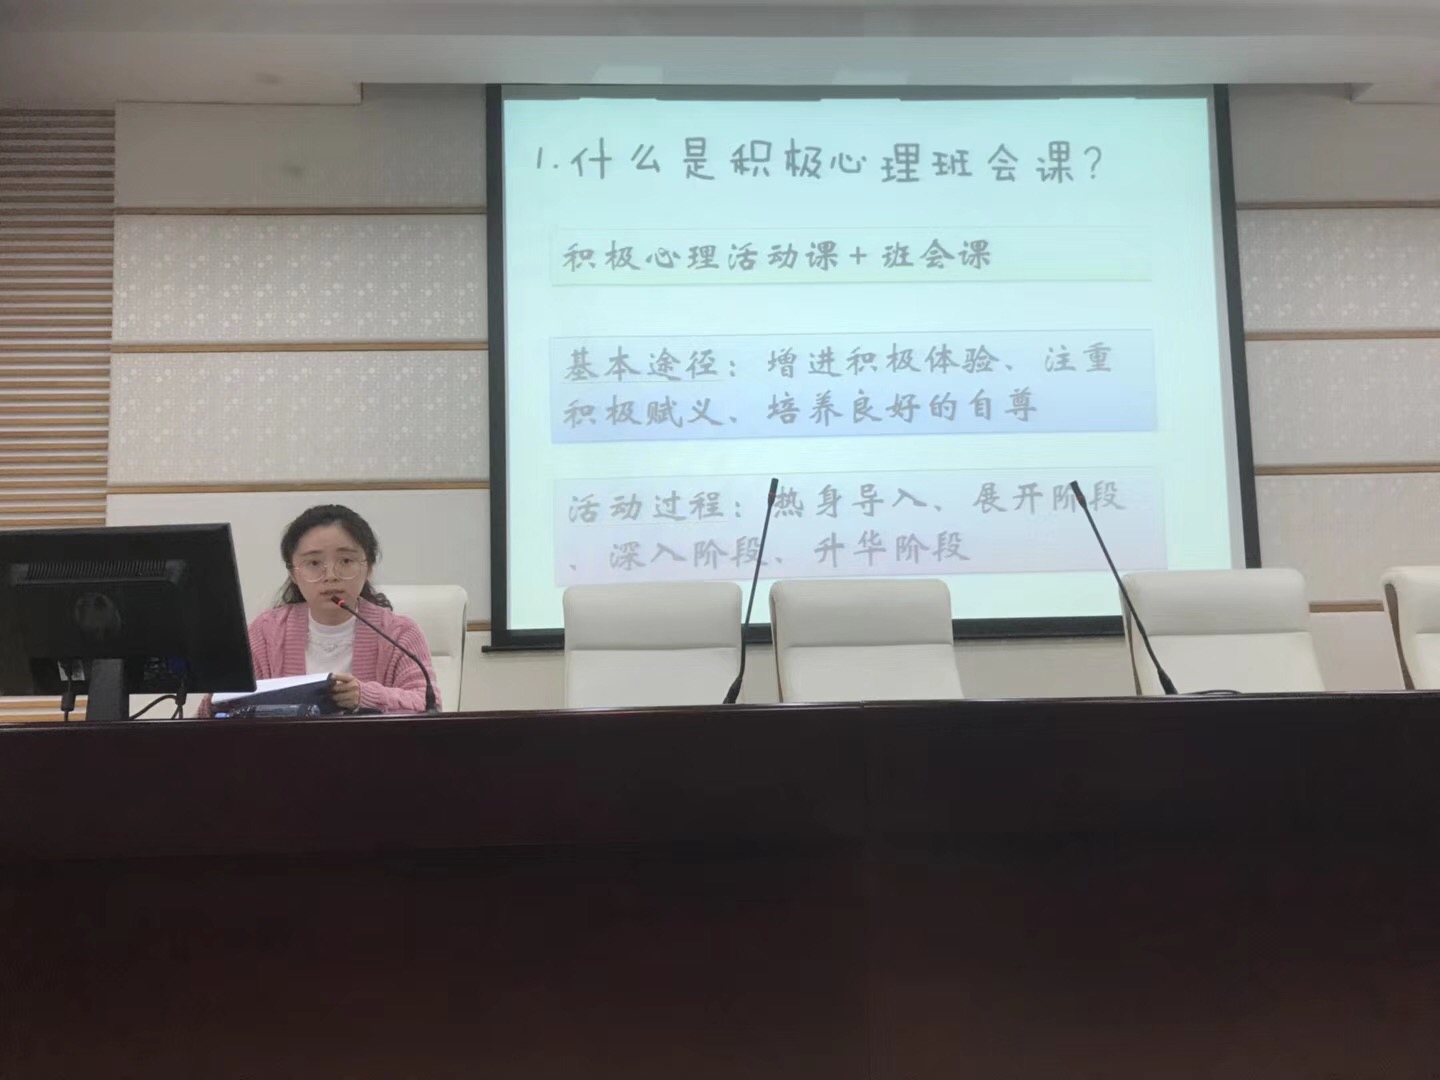 1.什么是积极心理班会课?
积极心理活动课+班会课
基本途径：增进积极体验、注重
积极赋义、培养良好的自尊
活动过程：热身导入、展开阶段
、深入阶段、升华阶段